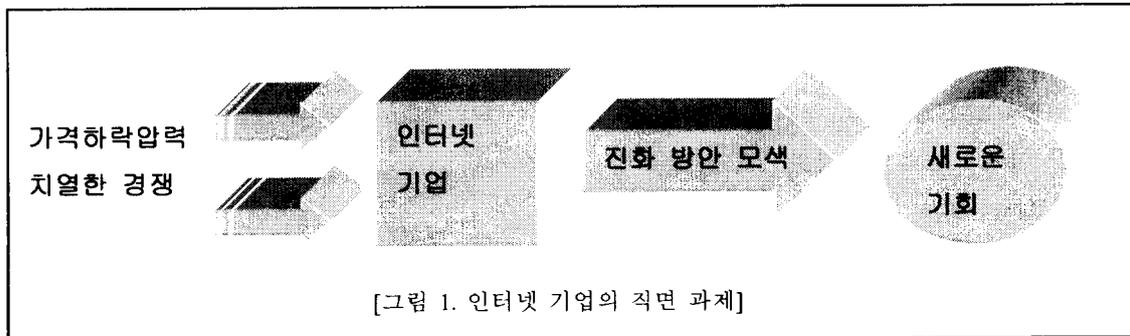 가격하락압력
치열한 경쟁
인터넷
기업
진화 방안 모색
새로운
기회
[그림 1. 인터넷 기업의 직면 과제]